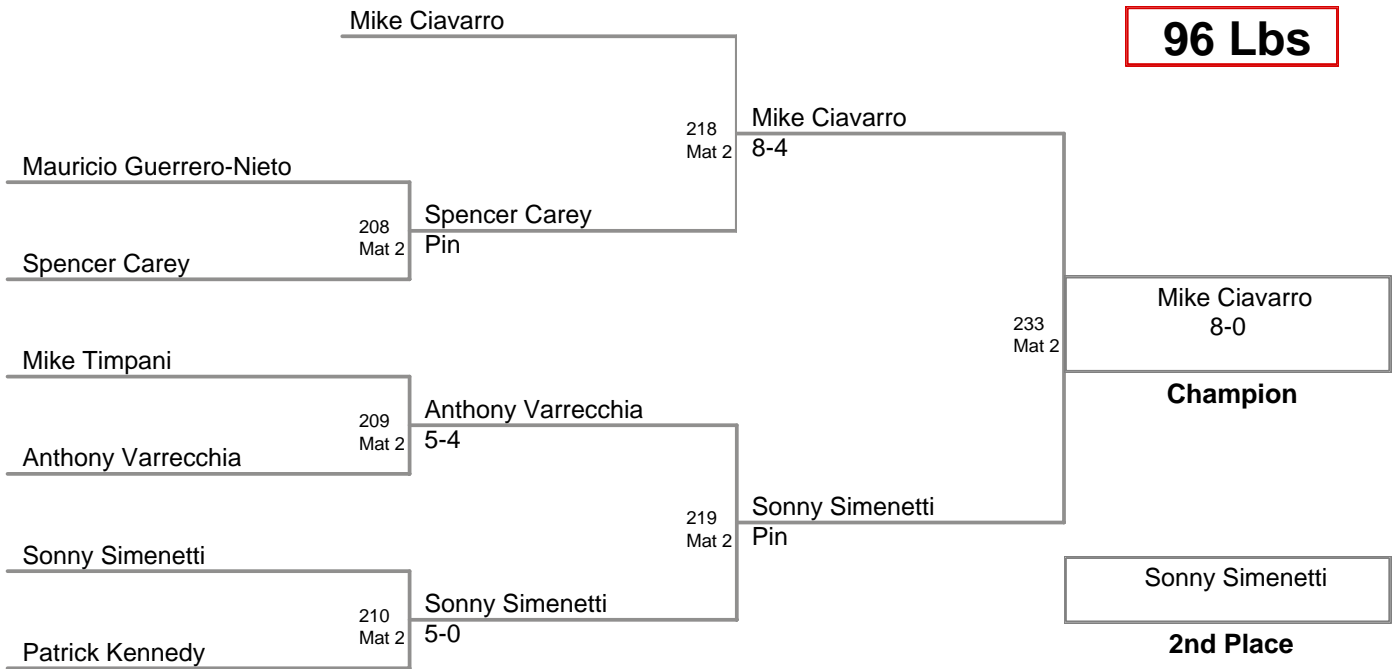 Mike Ciavarro
96 Lbs
218
Mat 2
Mike Ciavarro
8-4
Mauricio Guerrero-Nieto
208
Mat 2
Spencer Carey
Pin
Spencer Carey
233
Mat 2
Mike Ciavarro
8-0
Champion
Mike Timpani
209
Mat 2
Anthony Varrecchia
5-4
Anthony Varrecchia
219
Mat 2
Sonny Simenetti
Pin
Sonny Simenetti
210
Mat 2
Sonny Simenetti
5-0
Patrick Kennedy
Sonny Simenetti
2nd Place